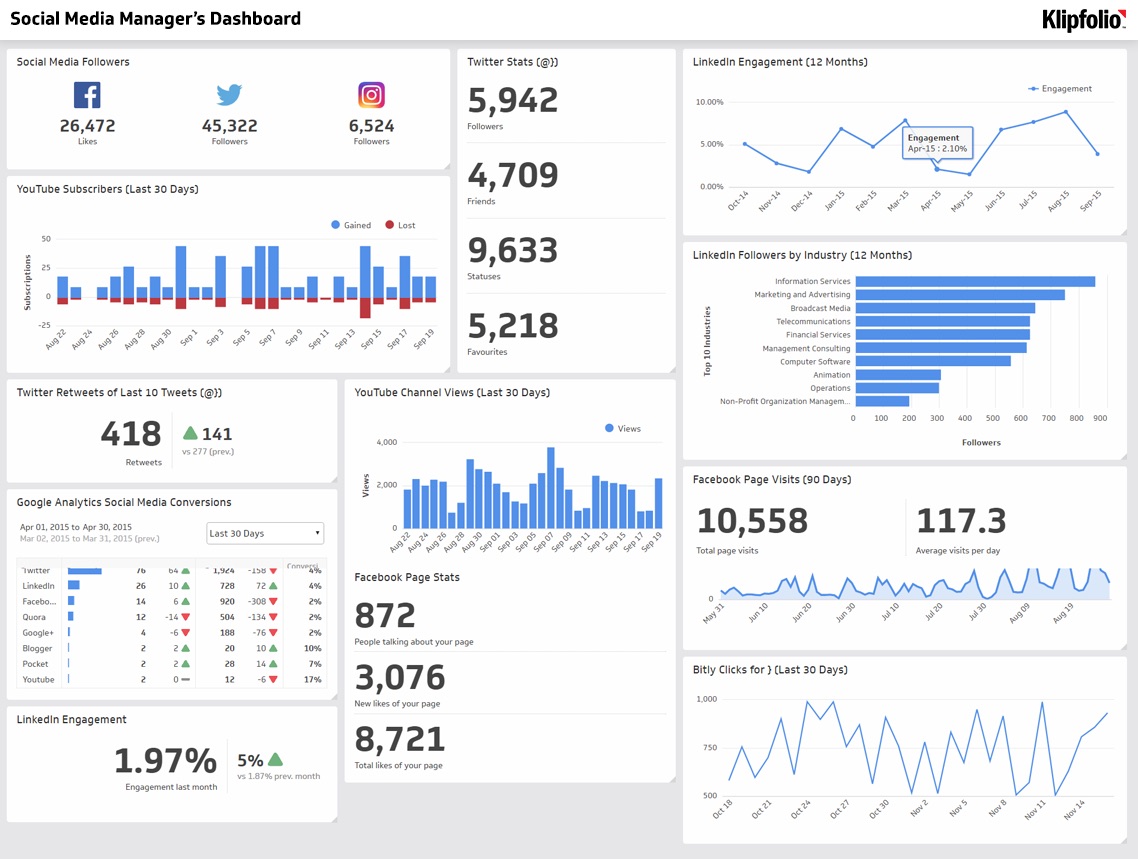 Social Media Manager's Dashboard
Klipfolio
Social Media Followers
26,472 45,322 6,524
Likes Followers Followers
Twitter Stats (@})
5,942
Followers
4,709
Friends
9,633
Statuses
5,218
Favourites
LinkedIn Engagement (12 Months)
Engagement
10.00%
5.00%
0.00%
Engagement
Apr-15 : 2.10%
Oct-14 Nov-14 Dec-14 Jan-15 Feb-15 Mar-15 Apr-15 May-15 Jun-15 Jul-15 Aug-15 Sep-15
YouTube Subscribers (Last 30 Days)
Gained Lost
Subscriptions
50
25
0
-25
Aug 22 Aug 24 Aug 26 Aug 28 Aug 30 Sep 1 Sep 3 Sep 5 Sep 7 Sep 9 Sep 11 Sep 13 Sep 15 Sep 17 Sep 19
LinkedIn Followers by Industry (12 Months)
Top 10 Industries
Information Services
Marketing and Advertising
Broadcast Media
Telecommunications
Financial Services
Management Consulting
Computer Software
Animation
Operations
Non-Profit Organization Managem...
0 100 200 300 400 500 600 700 800 900
Followers
Twitter Retweets of Last 10 Tweets (@})
418 141
Retweets vs 277 (prev.)
YouTube Channel Views (Last 30 Days)
Views
Views
4,000
2,000
0
Aug 22 Aug 24 Aug 26 Aug 28 Aug 30 Sep 01 Sep 03 Sep 05 Sep 07 Sep 09 Sep 11 Sep 13 Sep 15 Sep 17 Sep 19
Google Analytics Social Media Conversions
Apr 01, 2015 to Apr 30, 2015
Mar 02, 2015 to Mar 31, 2015 (prev.)
Last 30 Days
Conversi
Twitter 76 64 1,924 -158 4%
LinkedIn 26 10 728 72 4%
Facebo... 14 6 920 -308 2%
Quora 12 -14 504 -134 2%
Google+ 4 -6 188 -76 2%
Blogger 2 2 20 10 10%
Pocket 2 2 28 14 7%
Youtube 2 0 12 -6 17%
Facebook Page Stats
872
People talking about your page
3,076
New likes of your page
8,721
Total likes of your page
Facebook Page Visits (90 Days)
10,558 117.3
Total page visits Average visits per day
0
May 31 Jun 10 Jun 20 Jun 30 Jul 10 Jul 20 Jul 30 Aug 09 Aug 19
LinkedIn Engagement
1.97% 5%
Engagement last month vs 1.87% prev. month
Bitly Clicks for } (Last 30 Days)
1,000
750
500
Oct 18 Oct 21 Oct 24 Oct 27 Oct 30 Nov 2 Nov 5 Nov 8 Nov 11 Nov 14